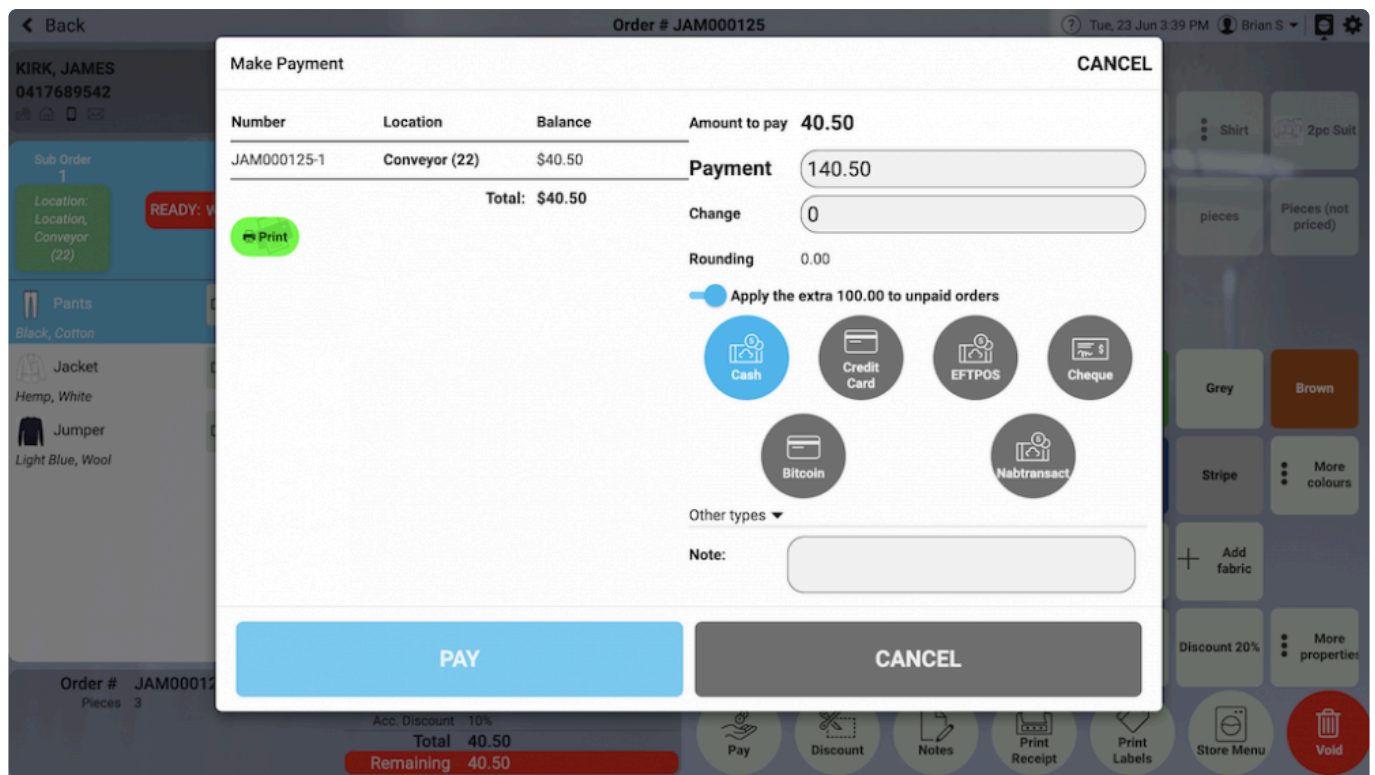 Back
Order # JAM000125
? Tue, 23 Jun 3:39 PM Brian S
KIRK, JAMES
0417689542
Make Payment
CANCEL
Number Location Balance
JAM000125-1 Conveyor (22) $40.50
Total: $40.50
Print
Amount to pay 40.50
Payment 140.50
Change 0
Rounding 0.00
Apply the extra 100.00 to unpaid orders
Cash
Credit
Card
EFTPOS
Cheque
Bitcoin
Nabtransact
Other types
Note:
PAY
CANCEL
Sub Order
1
Location:
Location,
Conveyor
(22)
READY:
Pants
Black, Cotton
Jacket
Hemp, White
Jumper
Light Blue, Wool
Order # JAM00012
Pieces 3
Acc. Discount 10%
Total 40.50
Remaining 40.50
Shirt
2pc Suit
pieces
Pieces (not
priced)
Grey
Brown
Stripe
More
colours
Add
fabric
Discount 20%
More
properties
Pay
Discount
Notes
Print
Receipt
Print
Labels
Store Menu
Void